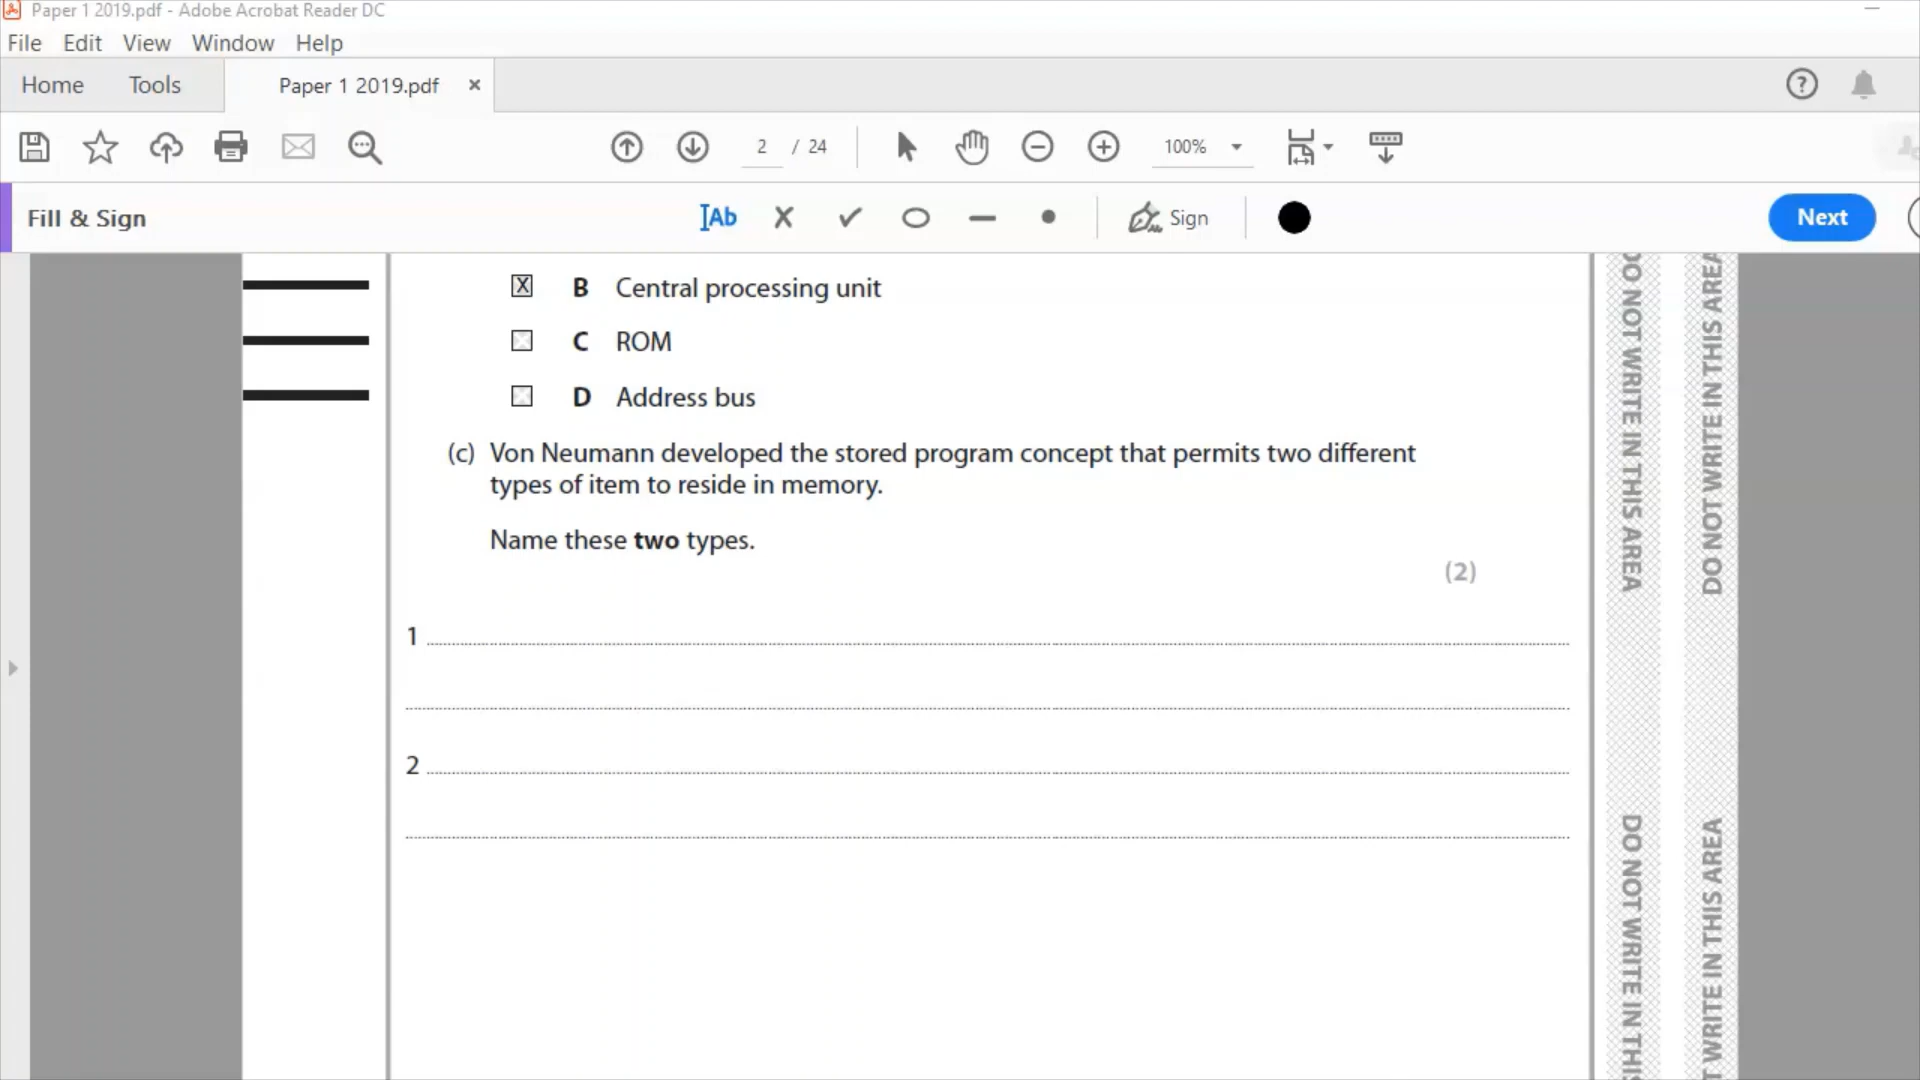 Paper 1 2019.pdf - Adobe Acrobat Reader DC
File Edit View Window Help
Home Tools Paper 1 2019.pdf ×
2 / 24 100%
Fill & Sign Ab Sign Next
X B Central processing unit
C ROM
D Address bus
(c) Von Neumann developed the stored program concept that permits two different
types of item to reside in memory.
Name these two types.
(2)
1
2
DO NOT WRITE IN THIS AREA
DO NOT WRITE IN THIS AREA
DO NOT WRITE IN THIS
T WRITE IN THIS AREA